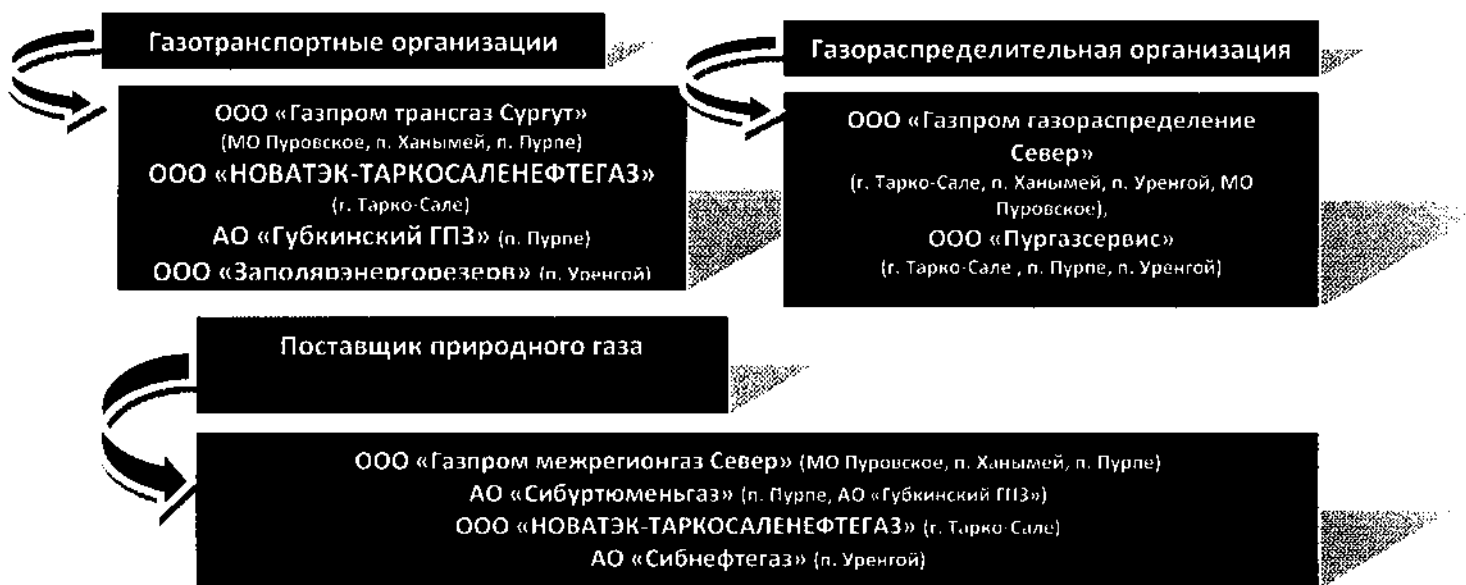 Газотранспортные организации
ООО «Газпром трансгаз Сургут»
(МО Пуровское, п. Ханымей, п. Пурпе)
ООО «НОВАТЭК-ТАРКОСАЛЕНЕФТЕГАЗ»
(г. Тарко-Сале)
АО «Губкинский ГПЗ» (п. Пурпе)
ООО «Заполярэнергорезерв» (п. Уренгой)
Газораспределительная организация
ООО «Газпром газораспределение
Север»
(г. Тарко-Сале, п. Ханымей, п. Уренгой, МО
Пуровское),
ООО «Пургазсервис»
(г. Тарко-Сале , п. Пурпе, п. Уренгой)
Поставщик природного газа
ООО «Газпром межрегионгаз Север» (МО Пуровское, п. Ханымей, п. Пурпе)
АО «Сибуртюменьгаз» (п. Пурпе, АО «Губкинский ГПЗ»)
ООО «НОВАТЭК-ТАРКОСАЛЕНЕФТЕГАЗ» (г. Тарко-Сале)
АО «Сибнефтегаз» (п. Уренгой)